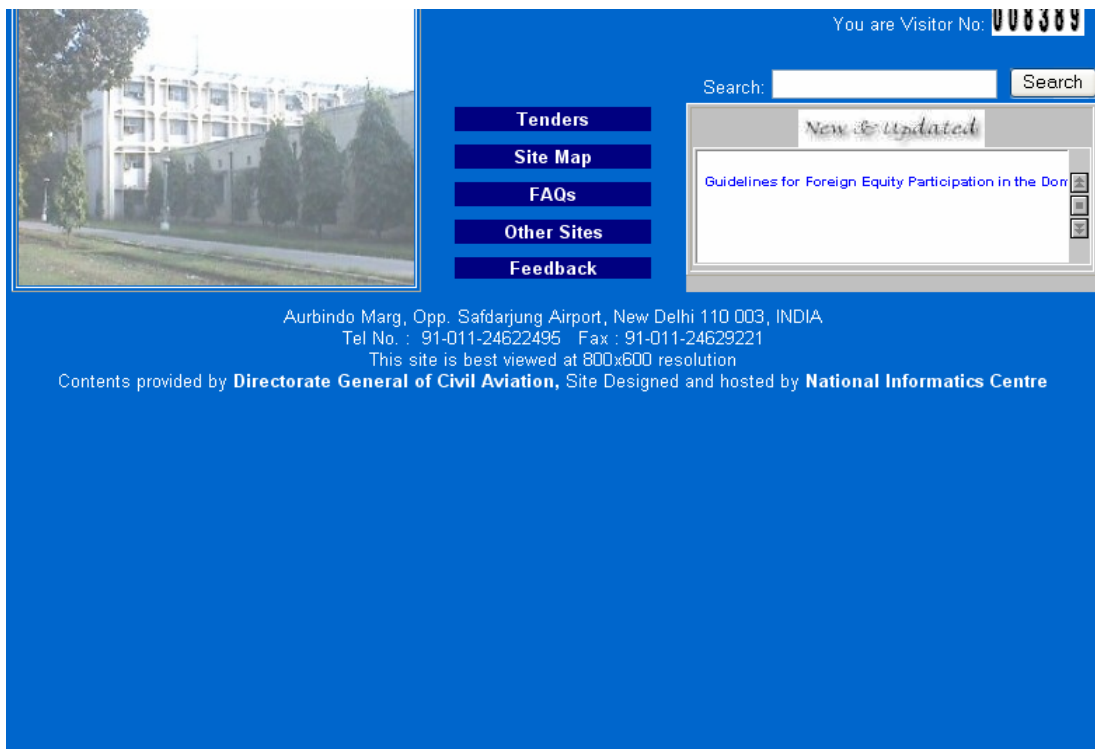 You are Visitor No: 008389
Search: Search
Tenders
Site Map
FAQs
Other Sites
Feedback
New & Updated
Guidelines for Foreign Equity Participation in the Dom
Aurbindo Marg, Opp. Safdarjung Airport, New Delhi 110 003, INDIA
Tel No. : 91-011-24622495 Fax : 91-011-24629221
This site is best viewed at 800x600 resolution
Contents provided by Directorate General of Civil Aviation, Site Designed and hosted by National Informatics Centre